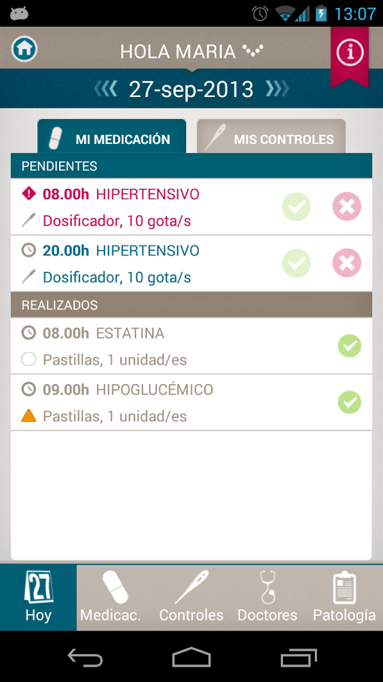 13:07
HOLA MARIA
27-sep-2013
MI MEDICACIÓN
MIS CONTROLES
PENDIENTES
08.00h HIPERTENSIVO
Dosificador, 10 gota/s
20.00h HIPERTENSIVO
Dosificador, 10 gota/s
REALIZADOS
08.00h ESTATINA
Pastillas, 1 unidad/es
09.00h HIPOGLUCÉMICO
Pastillas, 1 unidad/es
27
Hoy
Medicac.
Controles
Doctores
Patología